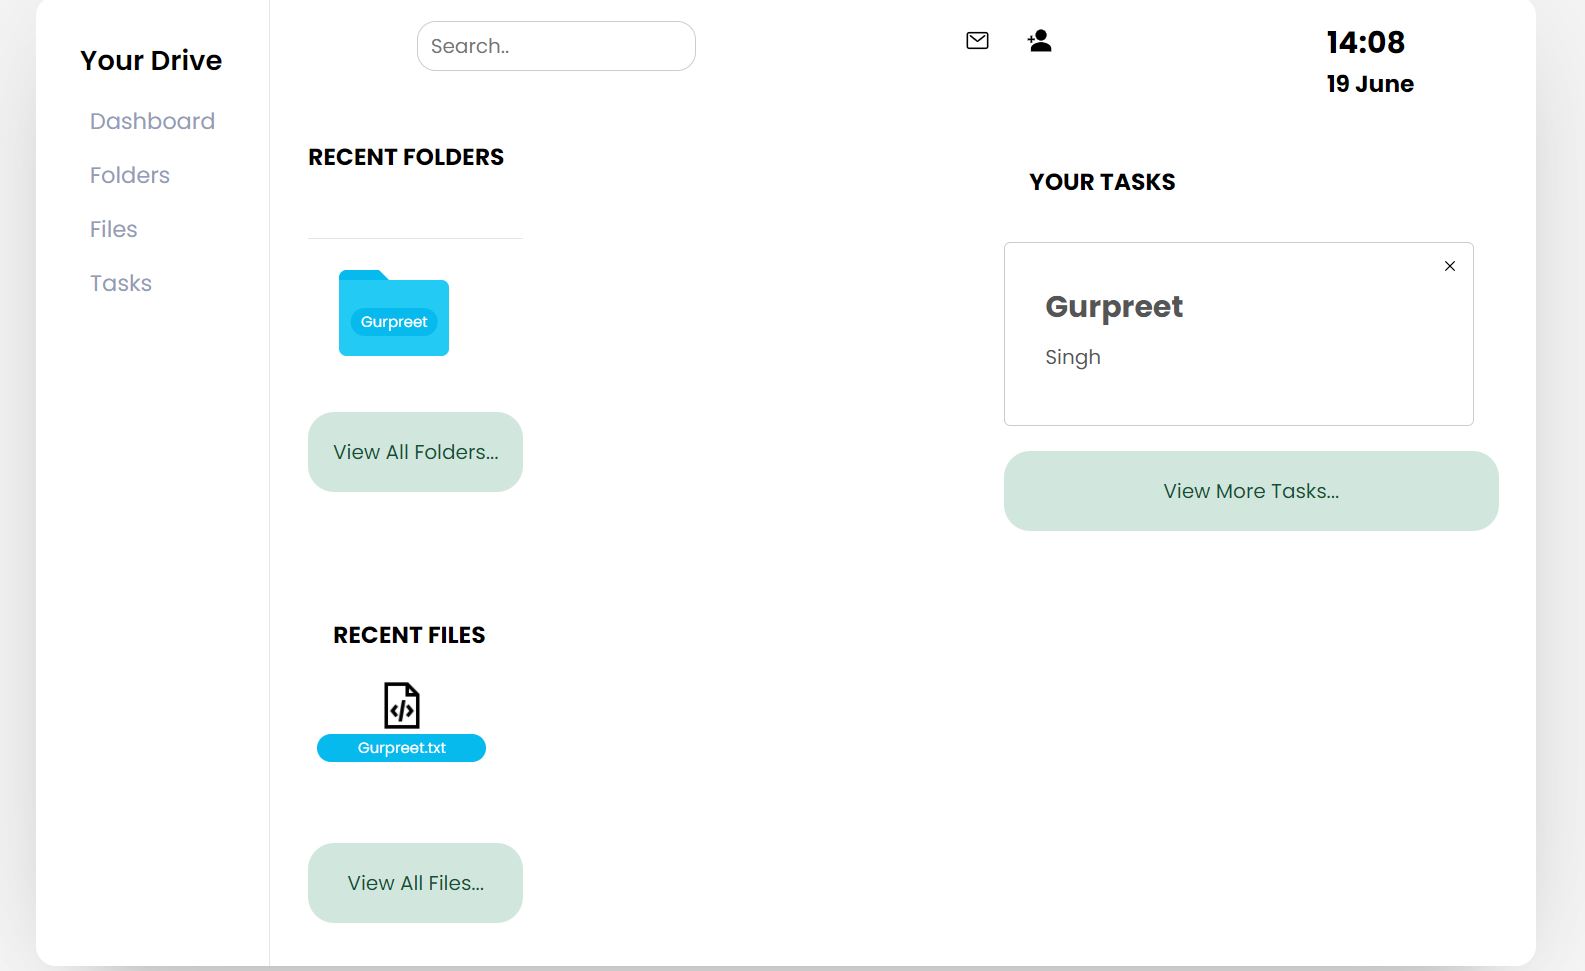 Your Drive
Dashboard
Folders
Files
Tasks
Search..
14:08
19 June
RECENT FOLDERS
Gurpreet
View All Folders...
RECENT FILES
Gurpreet.txt
View All Files...
YOUR TASKS
Gurpreet
Singh
View More Tasks...